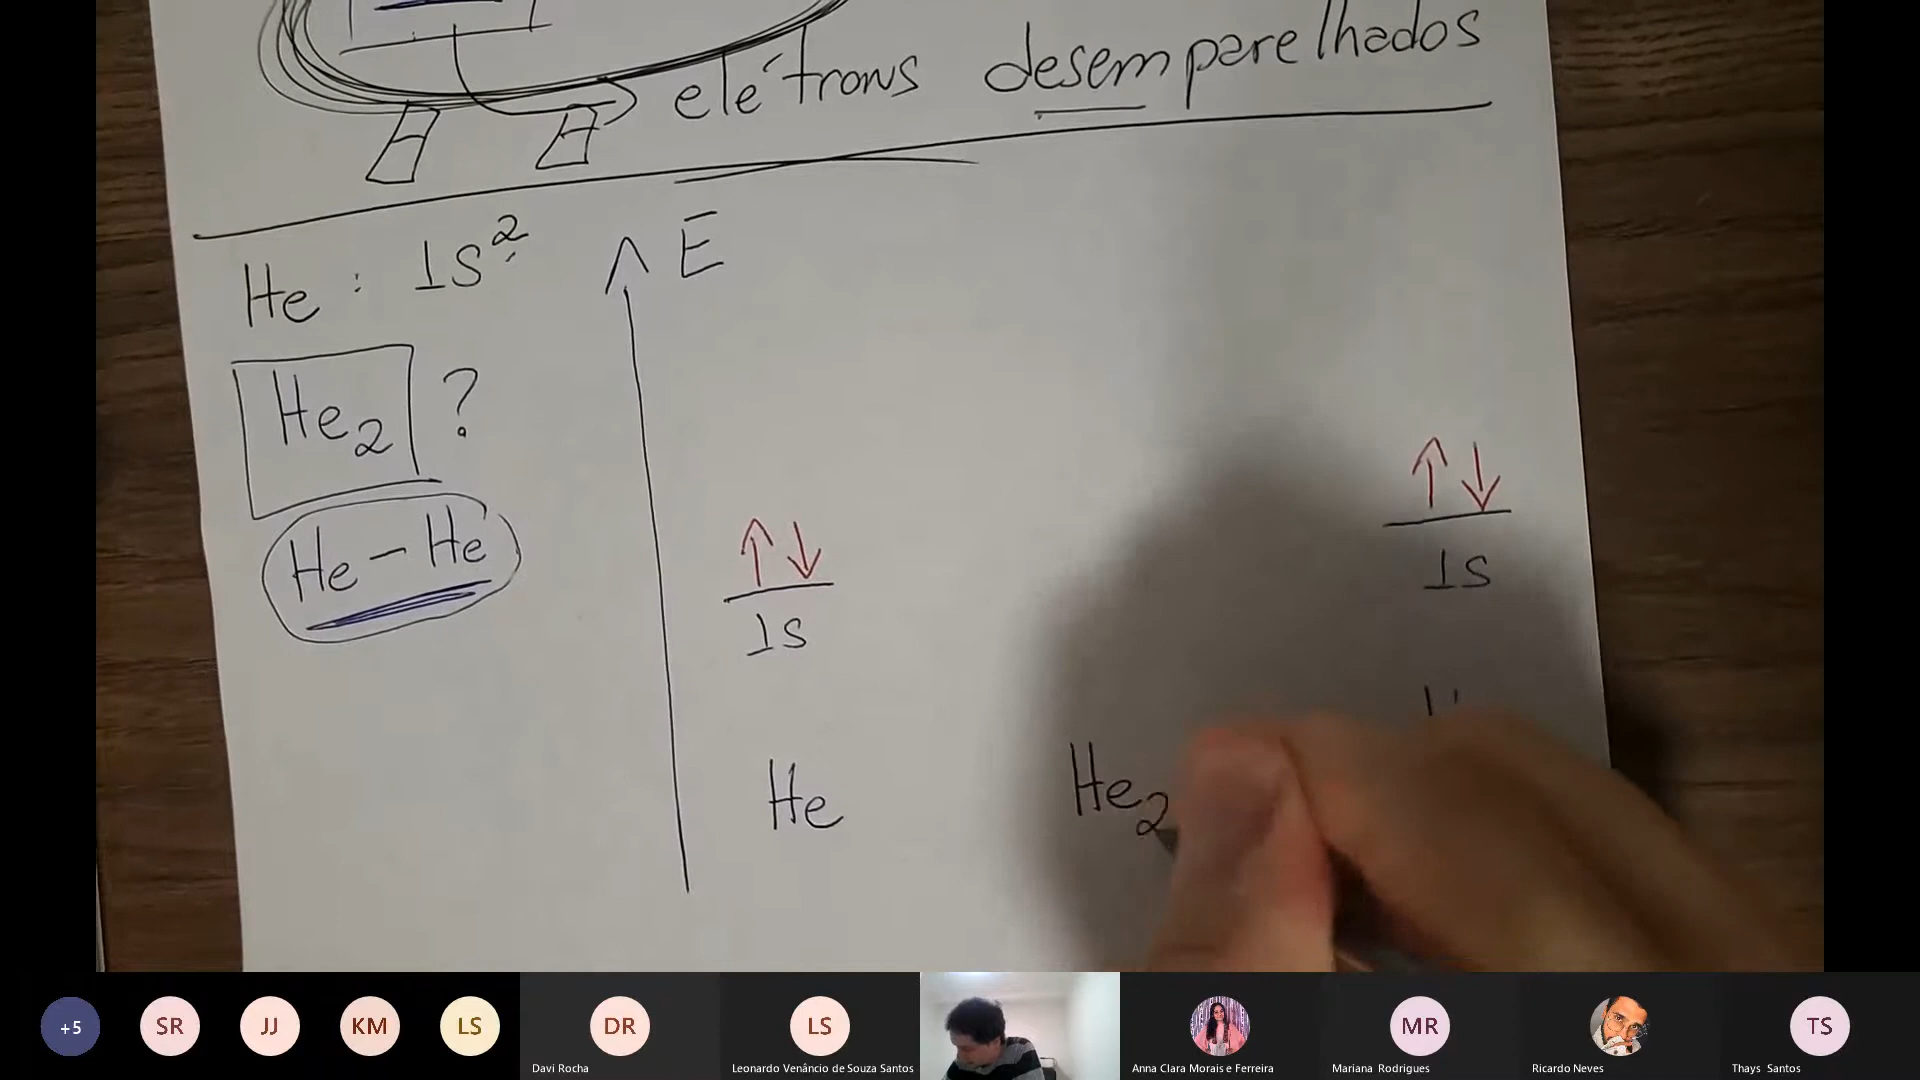 elétrons desemparelhados
He : 1s²
E
He₂ ?
He – He
1s
1s
He
He₂
+5
SR
JJ
KM
LS
DR
Davi Rocha
LS
Leonardo Venâncio de Souza Santos
Anna Clara Morais e Ferreira
MR
Mariana Rodrigues
Ricardo Neves
TS
Thays Santos